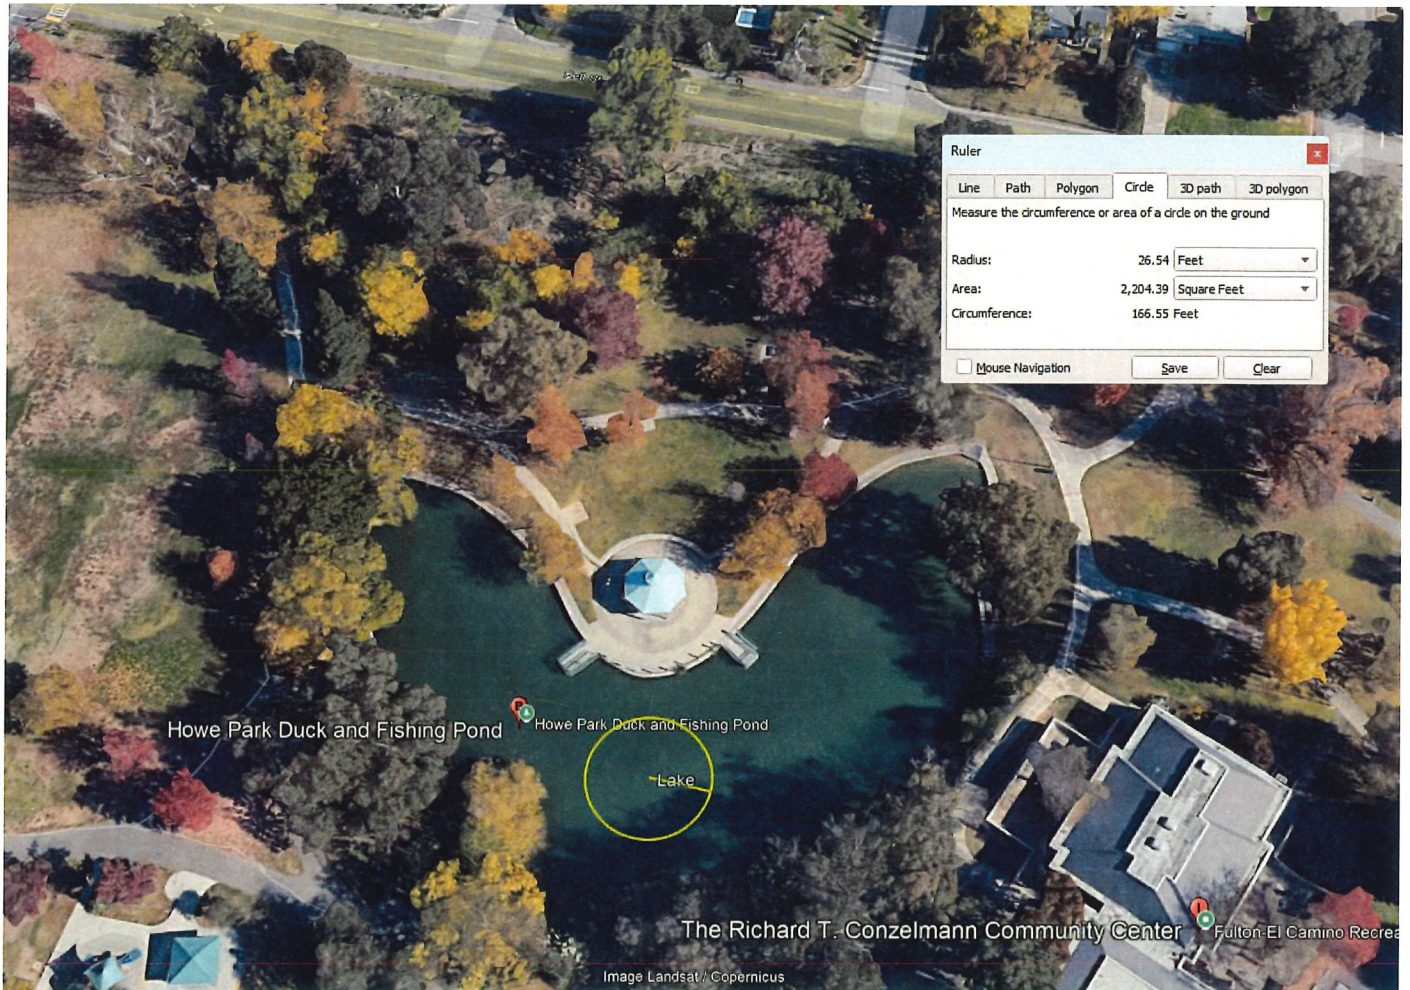 Bell St
Ruler
x
Line Path Polygon Circle 3D path 3D polygon
Measure the circumference or area of a circle on the ground
Radius: 26.54 Feet
Area: 2,204.39 Square Feet
Circumference: 166.55 Feet
Mouse Navigation Save Clear
Howe Park Duck and Fishing Pond
Howe Park Duck and Fishing Pond
Lake
The Richard T. Conzelmann Community Center
Fulton-El Camino Recrea
Image Landsat / Copernicus